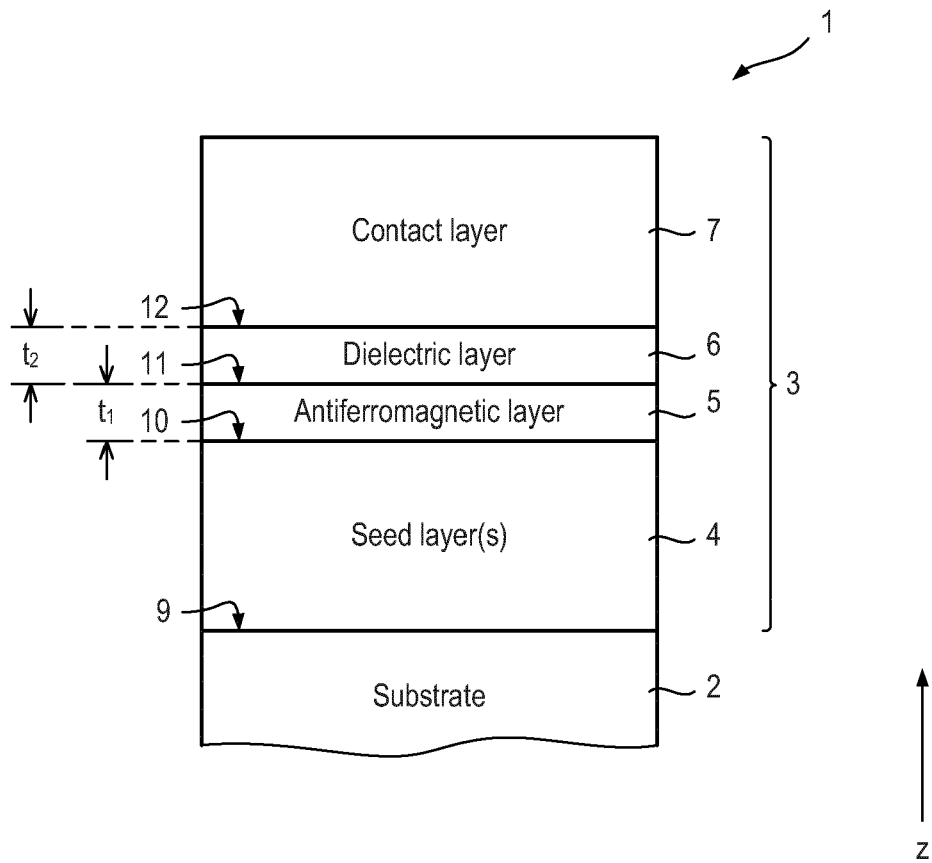 1
Contact layer
7
12
t2
Dielectric layer
6
11
3
t1
Antiferromagnetic layer
5
10
Seed layer(s)
4
9
Substrate
2
z